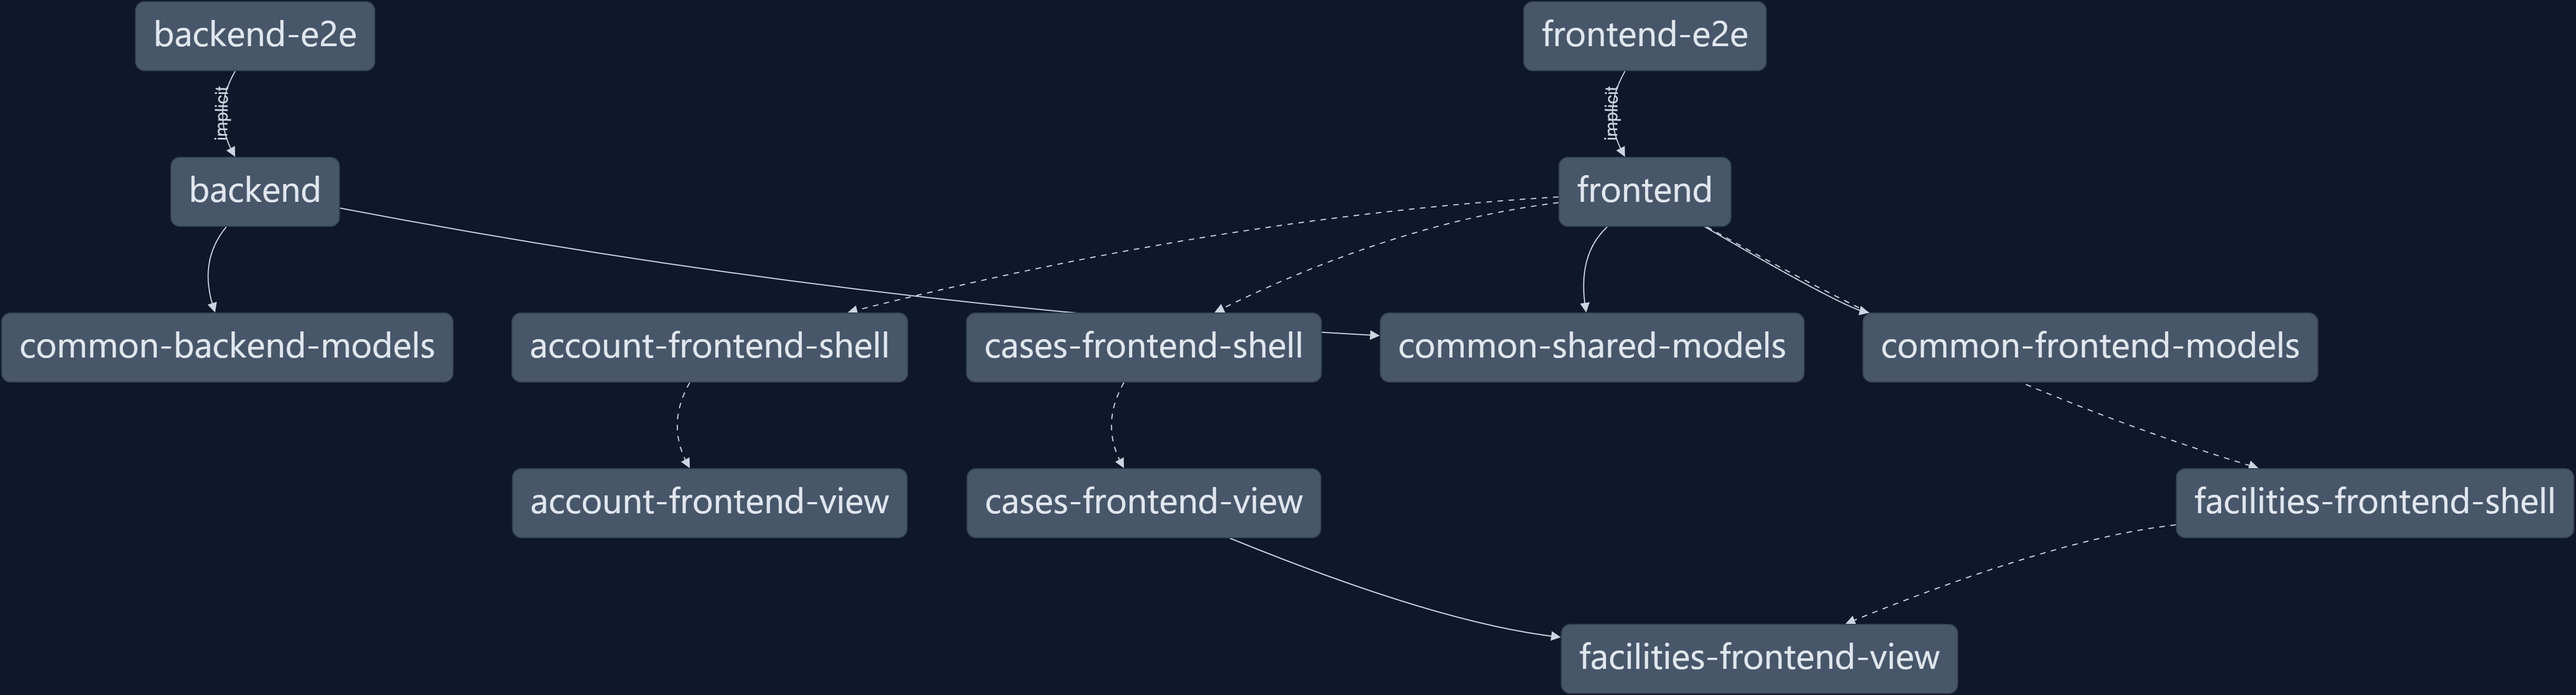 backend-e2e
frontend-e2e
implicit
implicit
backend
frontend
common-backend-models
account-frontend-shell
cases-frontend-shell
common-shared-models
common-frontend-models
account-frontend-view
cases-frontend-view
facilities-frontend-shell
facilities-frontend-view